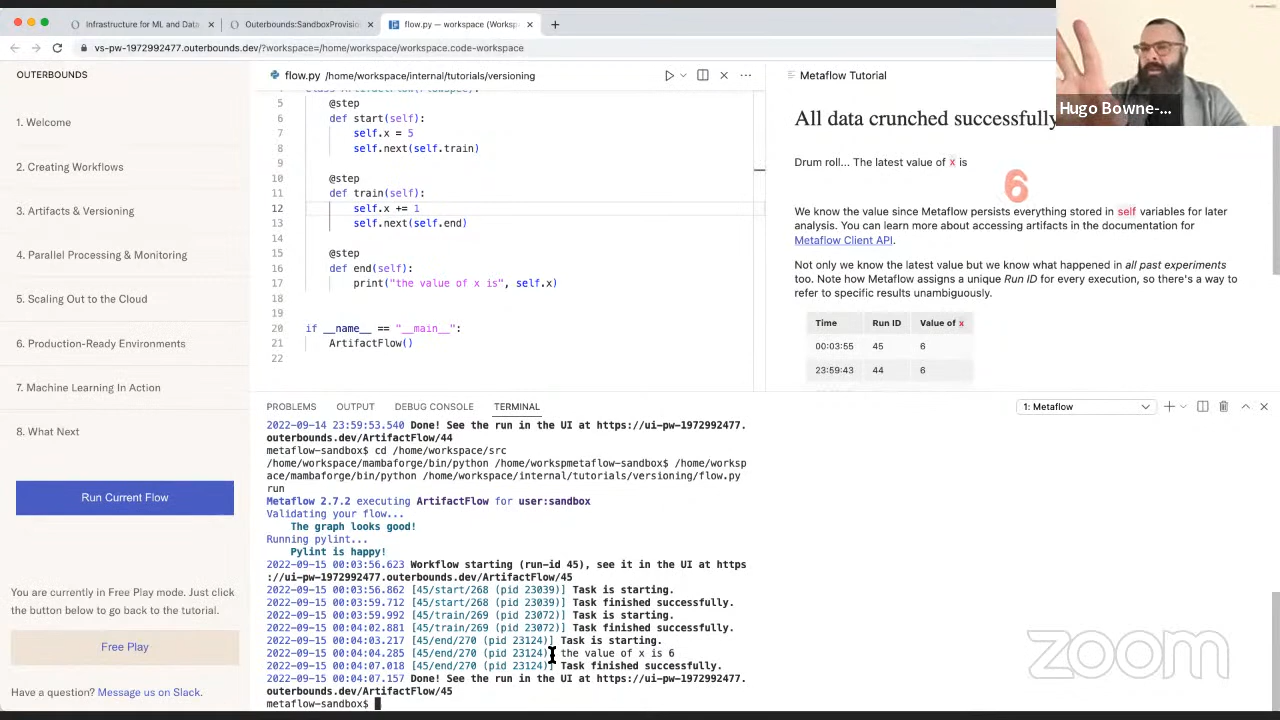 Infrastructure for ML and Data
Outerbounds:SandboxProvisio
flow.py — workspace (Worksp
vs-pw-1972992477.outerbounds.dev/?workspace=/home/workspace/workspace.code-workspace
OUTERBOUNDS
1. Welcome
2. Creating Workflows
3. Artifacts & Versioning
4. Parallel Processing & Monitoring
5. Scaling Out to the Cloud
6. Production-Ready Environments
7. Machine Learning In Action
8. What Next
Run Current Flow
You are currently in Free Play mode. Just click
the button below to go back to the tutorial.
Free Play
Have a question? Message us on Slack.
flow.py /home/workspace/internal/tutorials/versioning
5 @step
6 def start(self):
7 self.x = 5
8 self.next(self.train)
9
10 @step
11 def train(self):
12 self.x += 1
13 self.next(self.end)
14
15 @step
16 def end(self):
17 print("the value of x is", self.x)
18
19
20 if __name__ == "__main__":
21 ArtifactFlow()
22
Metaflow Tutorial
All data crunched successfully
Drum roll... The latest value of x is
6
We know the value since Metaflow persists everything stored in self variables for later
analysis. You can learn more about accessing artifacts in the documentation for
Metaflow Client API.
Not only we know the latest value but we know what happened in all past experiments
too. Note how Metaflow assigns a unique Run ID for every execution, so there's a way to
refer to specific results unambiguously.
Time Run ID Value of x
00:03:55 45 6
23:59:43 44 6
Hugo Bowne-...
PROBLEMS OUTPUT DEBUG CONSOLE TERMINAL
1: Metaflow
2022-09-14 23:59:53.540 Done! See the run in the UI at https://ui-pw-1972992477.
outerbounds.dev/ArtifactFlow/44
metaflow-sandbox$ cd /home/workspace/src
/home/workspace/mambaforge/bin/python /home/workspmetaflow-sandbox$ /home/worksp
ace/mambaforge/bin/python /home/workspace/internal/tutorials/versioning/flow.py
run
Metaflow 2.7.2 executing ArtifactFlow for user:sandbox
Validating your flow...
The graph looks good!
Running pylint...
Pylint is happy!
2022-09-15 00:03:56.623 Workflow starting (run-id 45), see it in the UI at https
://ui-pw-1972992477.outerbounds.dev/ArtifactFlow/45
2022-09-15 00:03:56.862 [45/start/268 (pid 23039)] Task is starting.
2022-09-15 00:03:59.712 [45/start/268 (pid 23039)] Task finished successfully.
2022-09-15 00:03:59.992 [45/train/269 (pid 23072)] Task is starting.
2022-09-15 00:04:02.881 [45/train/269 (pid 23072)] Task finished successfully.
2022-09-15 00:04:03.217 [45/end/270 (pid 23124)] Task is starting.
2022-09-15 00:04:04.285 [45/end/270 (pid 23124)] the value of x is 6
2022-09-15 00:04:07.018 [45/end/270 (pid 23124)] Task finished successfully.
2022-09-15 00:04:07.157 Done! See the run in the UI at https://ui-pw-1972992477.
outerbounds.dev/ArtifactFlow/45
metaflow-sandbox$
zoom